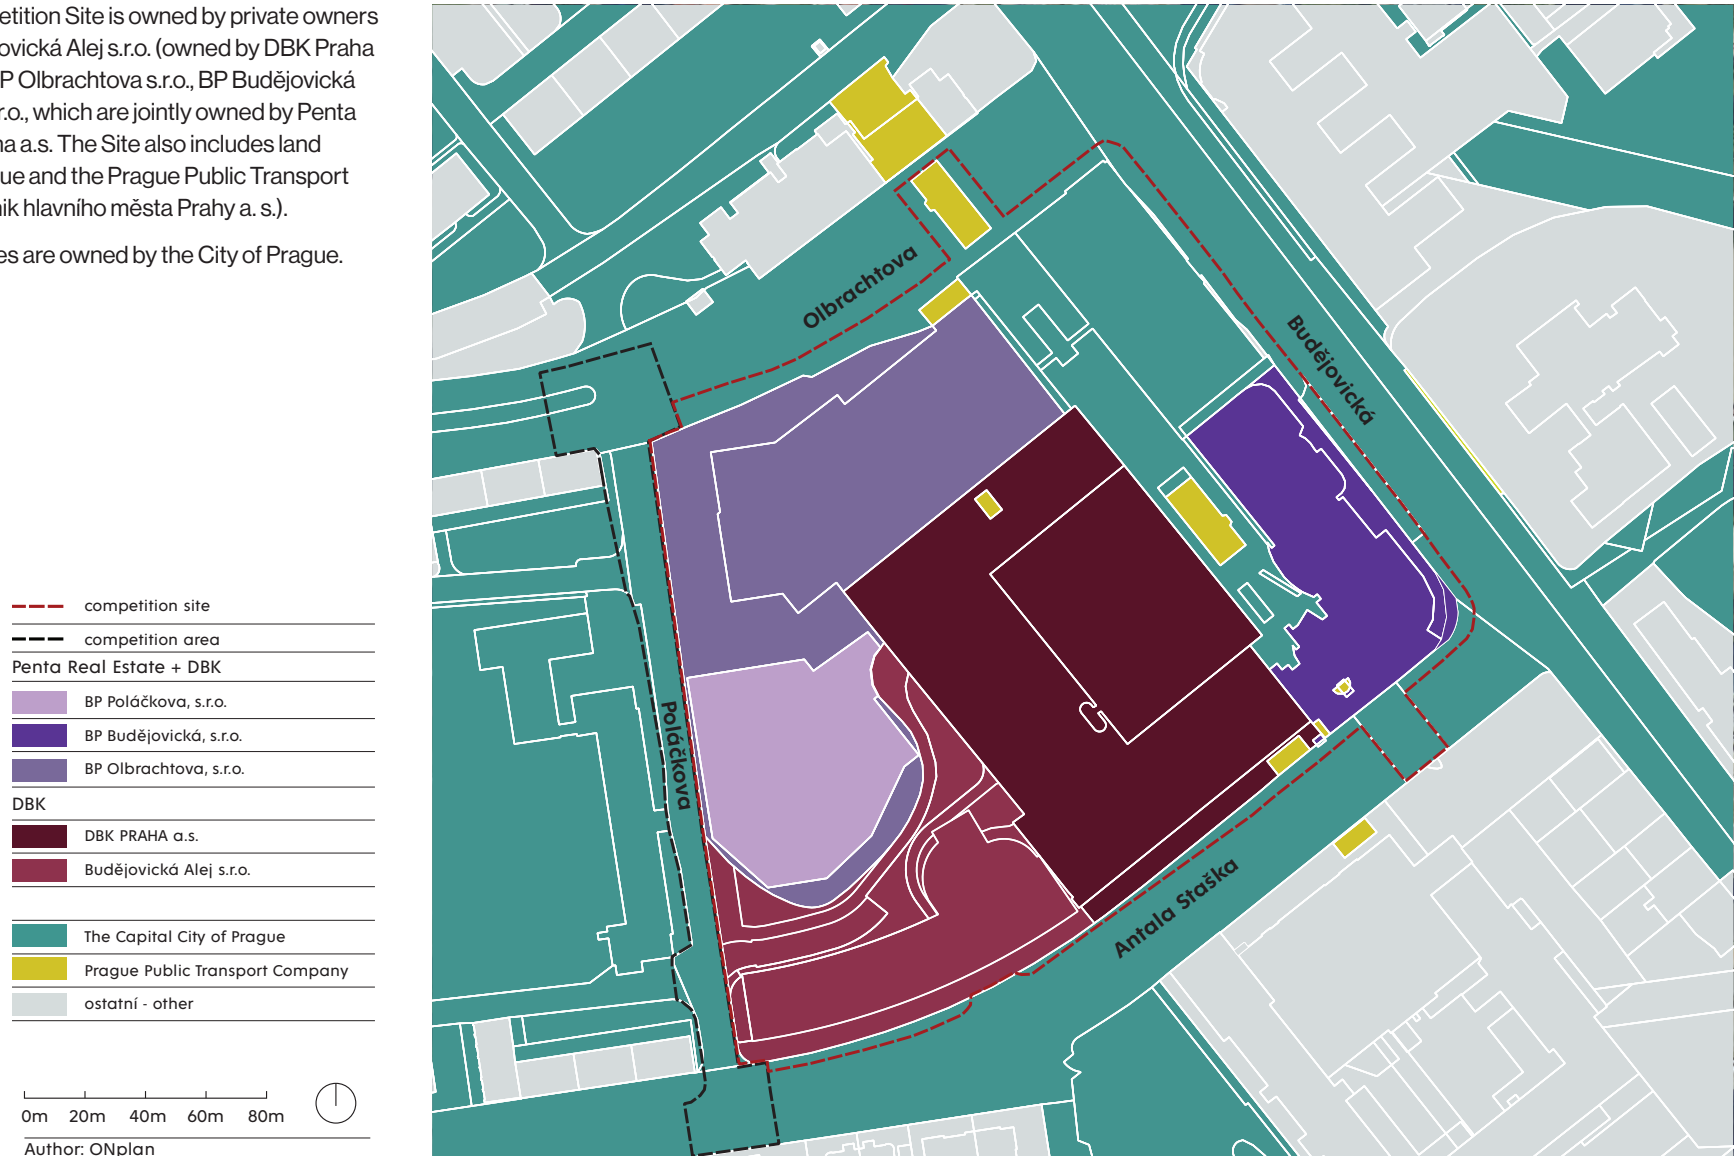 etition Site is owned by private owners
ovická Alej s.r.o. (owned by DBK Praha
P Olbrachtova s.r.o., BP Budějovická
r.o., which are jointly owned by Penta
na a.s. The Site also includes land
gue and the Prague Public Transport
nik hlavního města Prahy a. s.).
es are owned by the City of Prague.
competition site
competition area
Penta Real Estate + DBK
BP Poláčkova, s.r.o.
BP Budějovická, s.r.o.
BP Olbrachtova, s.r.o.
DBK
DBK PRAHA a.s.
Budějovická Alej s.r.o.
The Capital City of Prague
Prague Public Transport Company
ostatní - other
0m 20m 40m 60m 80m
Author: ONplan
Olbrachtova
Budějovická
Poláčkova
Antala Staška